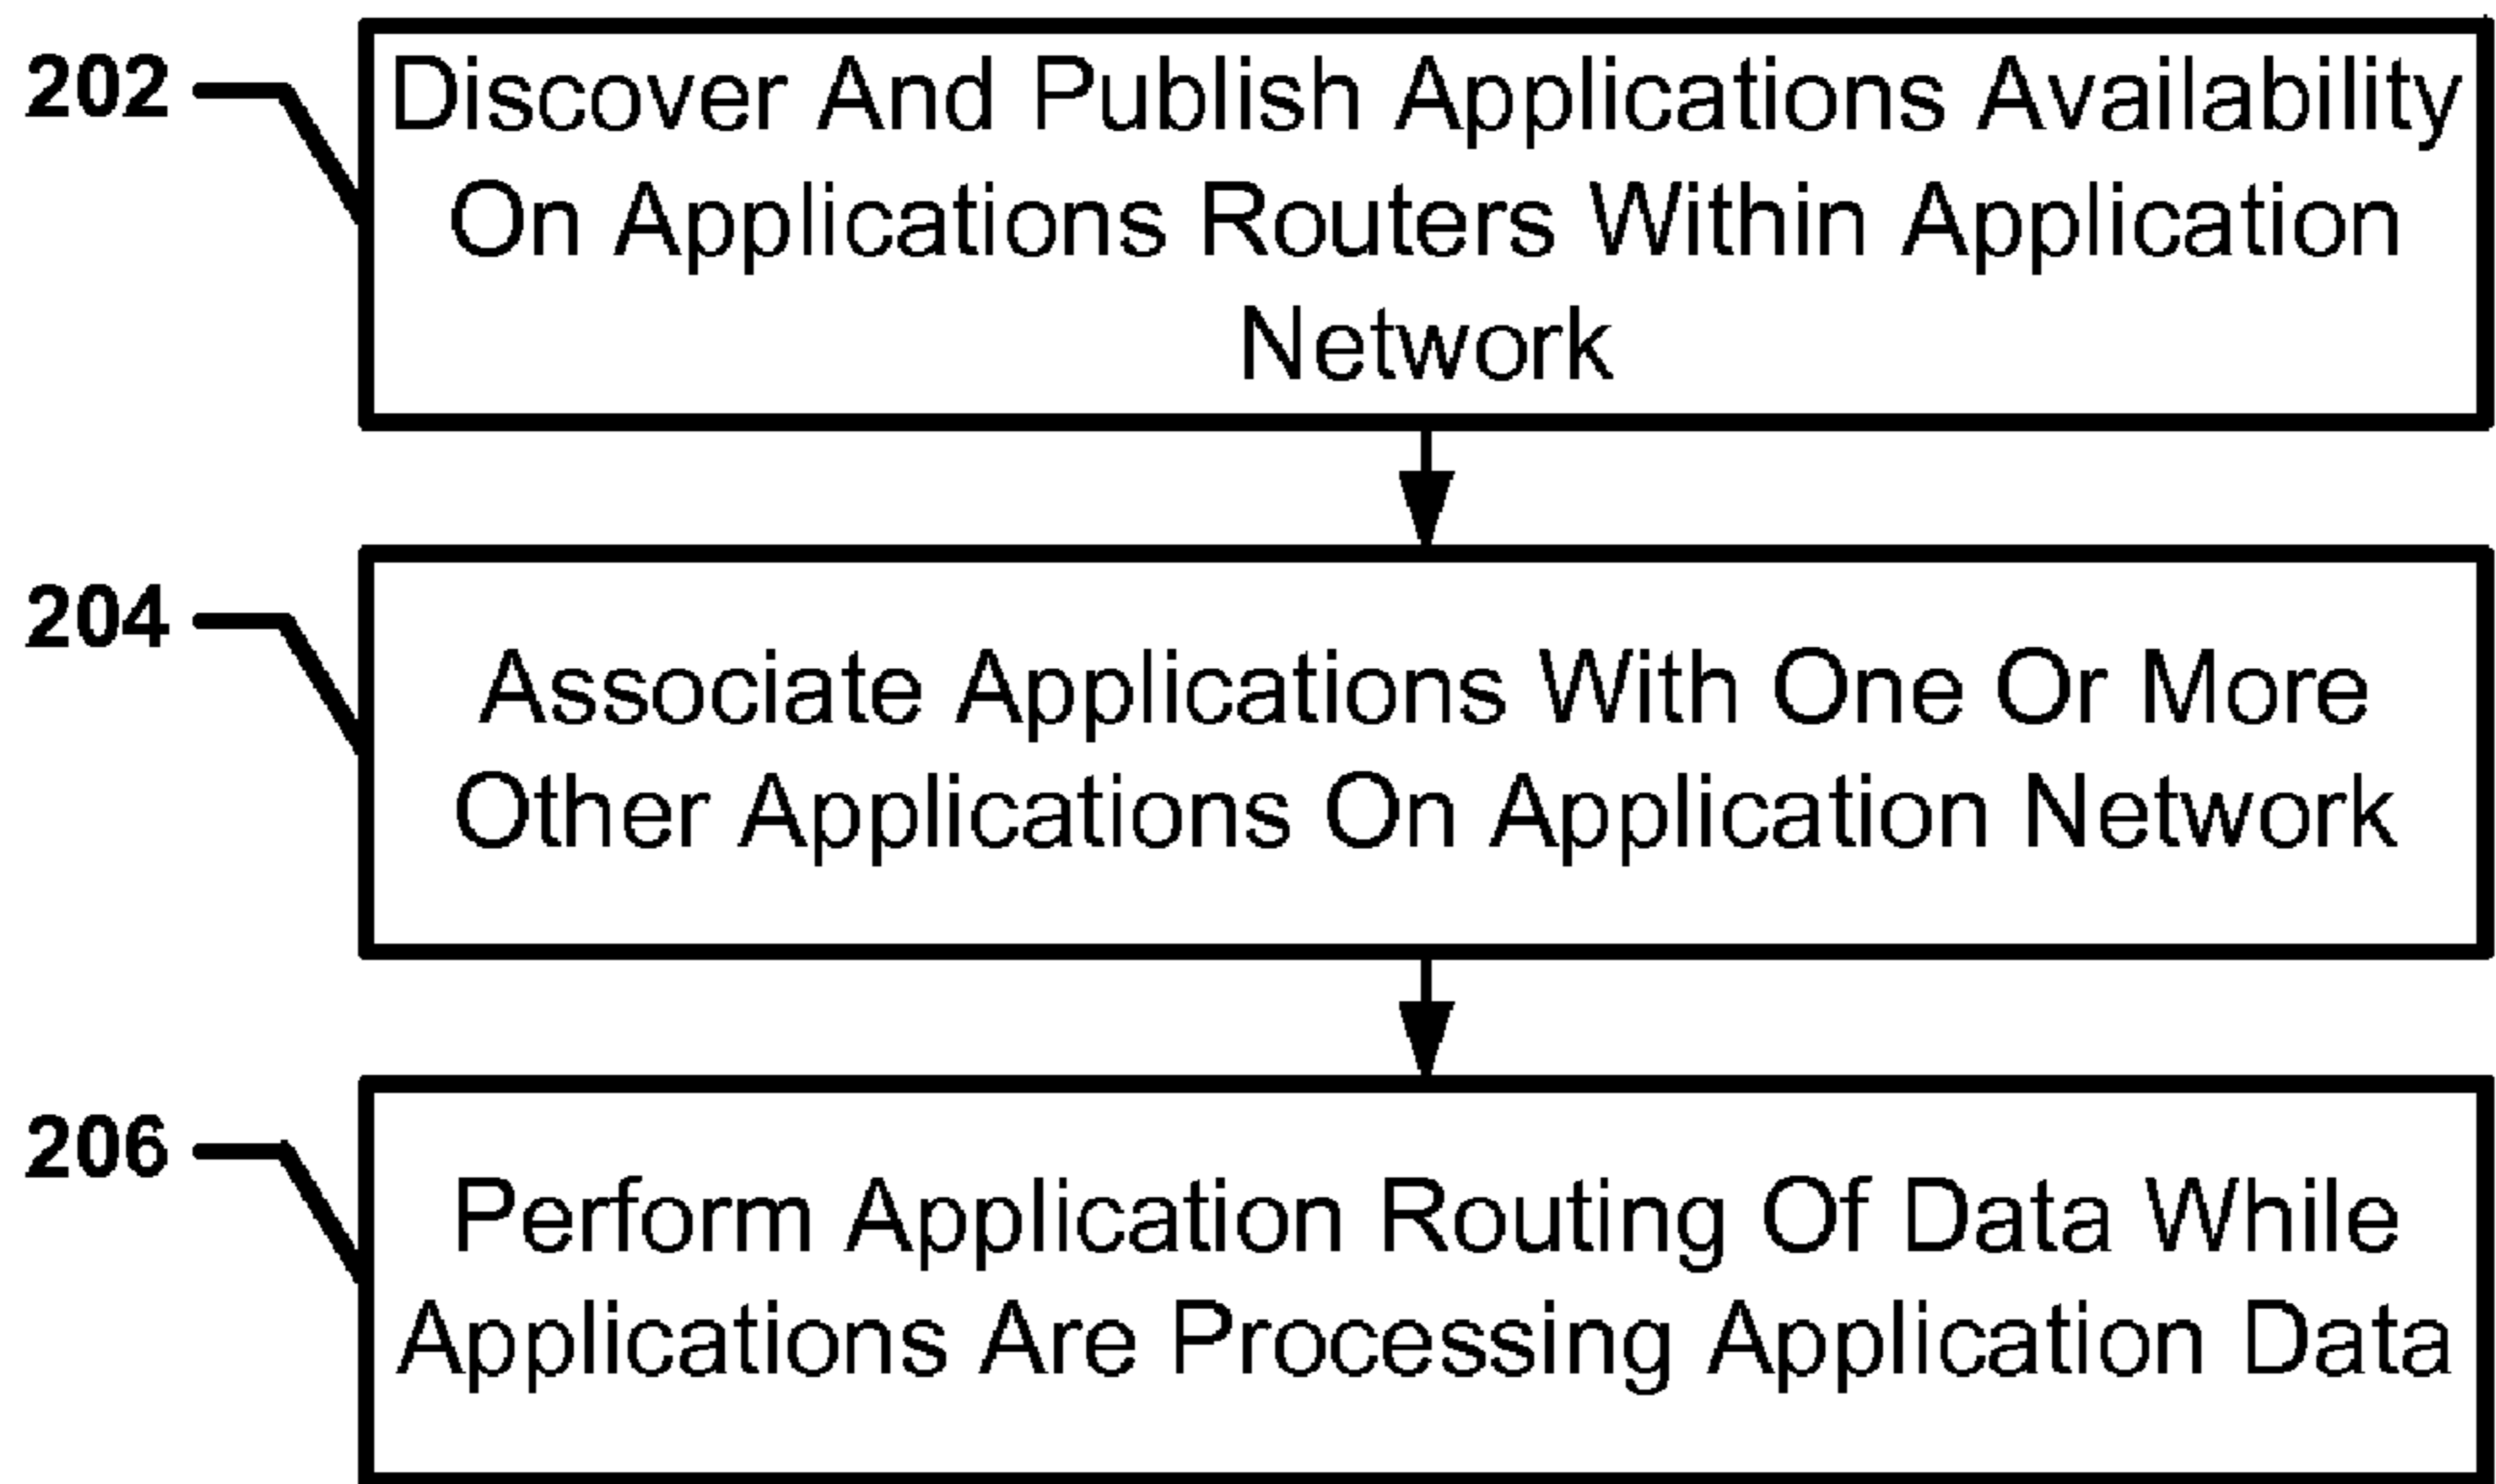 202
Discover And Publish Applications Availability
On Applications Routers Within Application
Network
204
Associate Applications With One Or More
Other Applications On Application Network
206
Perform Application Routing Of Data While
Applications Are Processing Application Data